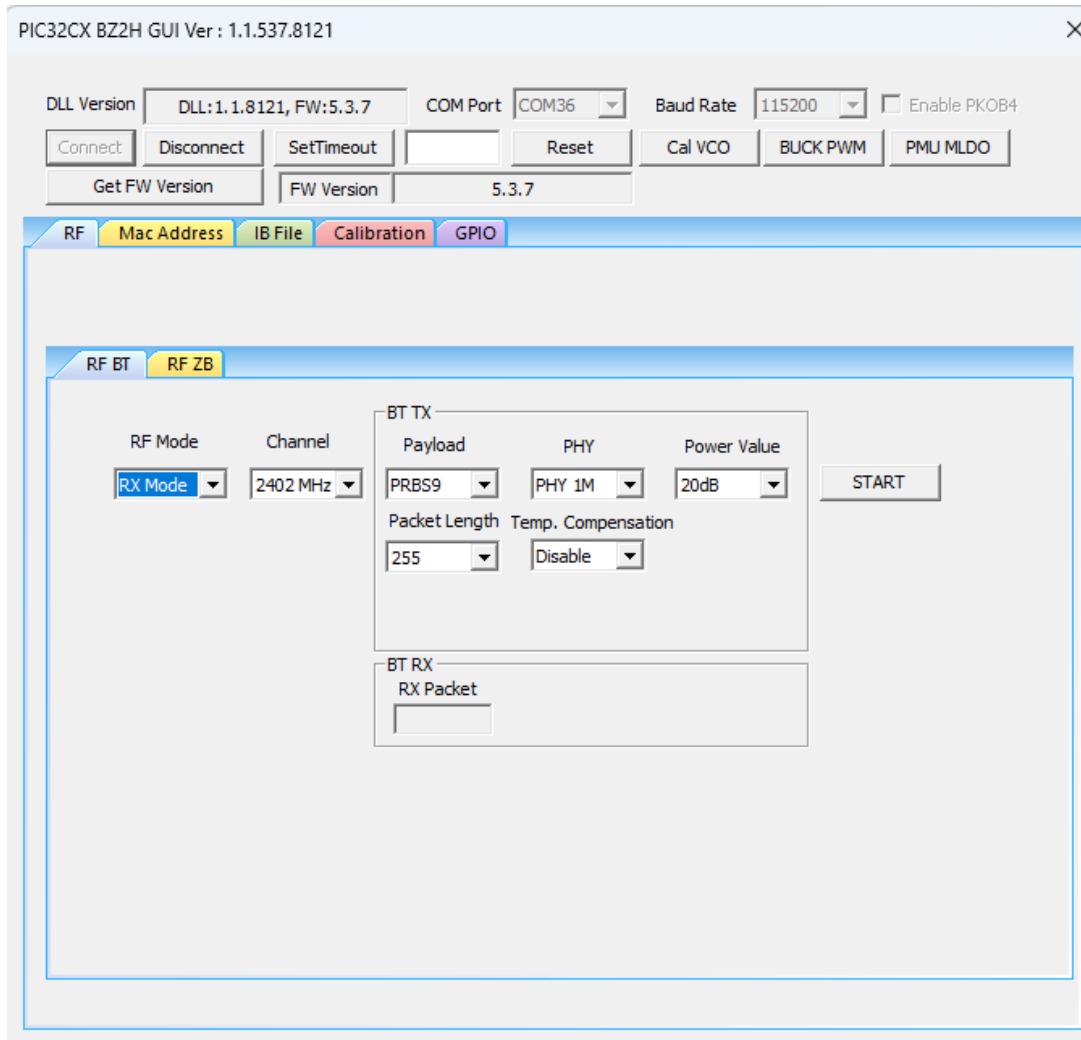 PIC32CX BZ2H GUI Ver : 1.1.537.8121
DLL Version DLL:1.1.8121, FW:5.3.7 COM Port COM36 Baud Rate 115200 Enable PKOB4
Connect Disconnect SetTimeout Reset Cal VCO BUCK PWM PMU MLDO
Get FW Version FW Version 5.3.7
RF Mac Address IB File Calibration GPIO
RF BT RF ZB
BT TX
RF Mode Channel Payload PHY Power Value
RX Mode 2402 MHz PRBS9 PHY 1M 20dB START
Packet Length Temp. Compensation
255 Disable
BT RX
RX Packet